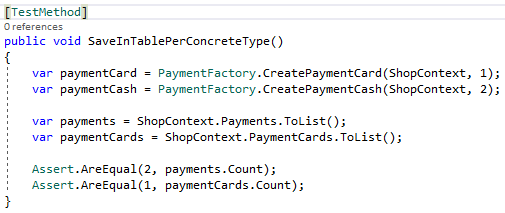 [TestMethod]
0 references
public void SaveInTablePerConcreteType()
{
var paymentCard = PaymentFactory.CreatePaymentCard(ShopContext, 1);
var paymentCash = PaymentFactory.CreatePaymentCash(ShopContext, 2);
var payments = ShopContext.Payments.ToList();
var paymentCards = ShopContext.PaymentCards.ToList();
Assert.AreEqual(2, payments.Count);
Assert.AreEqual(1, paymentCards.Count);
}